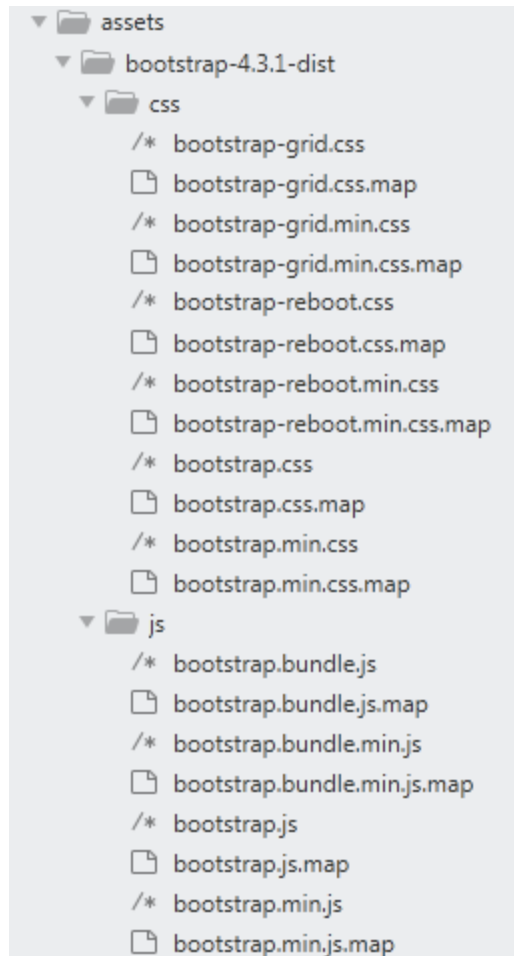 assets
bootstrap-4.3.1-dist
css
/* bootstrap-grid.css
bootstrap-grid.css.map
/* bootstrap-grid.min.css
bootstrap-grid.min.css.map
/* bootstrap-reboot.css
bootstrap-reboot.css.map
/* bootstrap-reboot.min.css
bootstrap-reboot.min.css.map
/* bootstrap.css
bootstrap.css.map
/* bootstrap.min.css
bootstrap.min.css.map
js
/* bootstrap.bundle.js
bootstrap.bundle.js.map
/* bootstrap.bundle.min.js
bootstrap.bundle.min.js.map
/* bootstrap.js
bootstrap.js.map
/* bootstrap.min.js
bootstrap.min.js.map